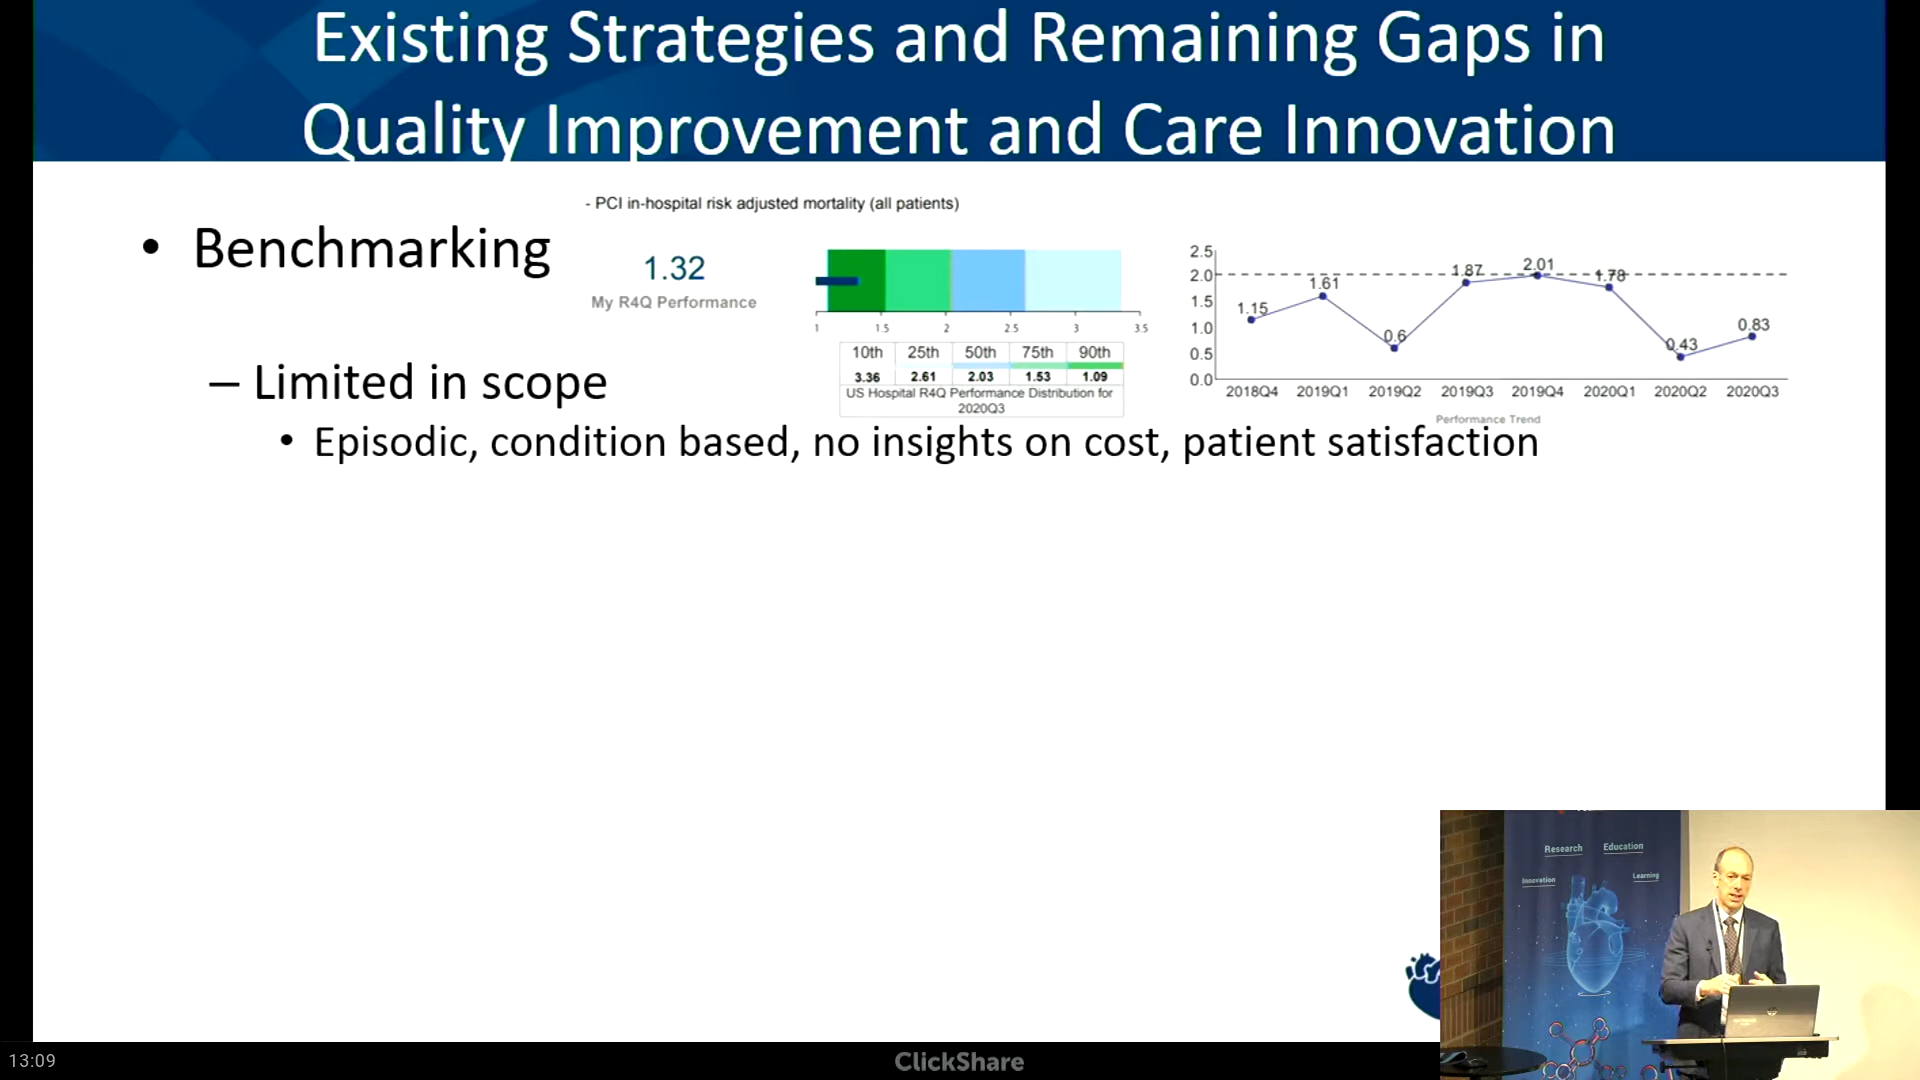 Existing Strategies and Remaining Gaps in
Quality Improvement and Care Innovation
• Benchmarking
- PCI in-hospital risk adjusted mortality (all patients)
1.32
My R4Q Performance
1 1.5 2 2.5 3 3.5
10th 25th 50th 75th 90th
3.36 2.61 2.03 1.53 1.09
US Hospital R4Q Performance Distribution for
2020Q3
2.5
2.0
1.5
1.0
0.5
0.0
1.15 1.61 0.6 1.87 2.01 1.78 0.43 0.83
2018Q4 2019Q1 2019Q2 2019Q3 2019Q4 2020Q1 2020Q2 2020Q3
Performance Trend
– Limited in scope
• Episodic, condition based, no insights on cost, patient satisfaction
Research Education
Innovation Learning
13:09
ClickShare